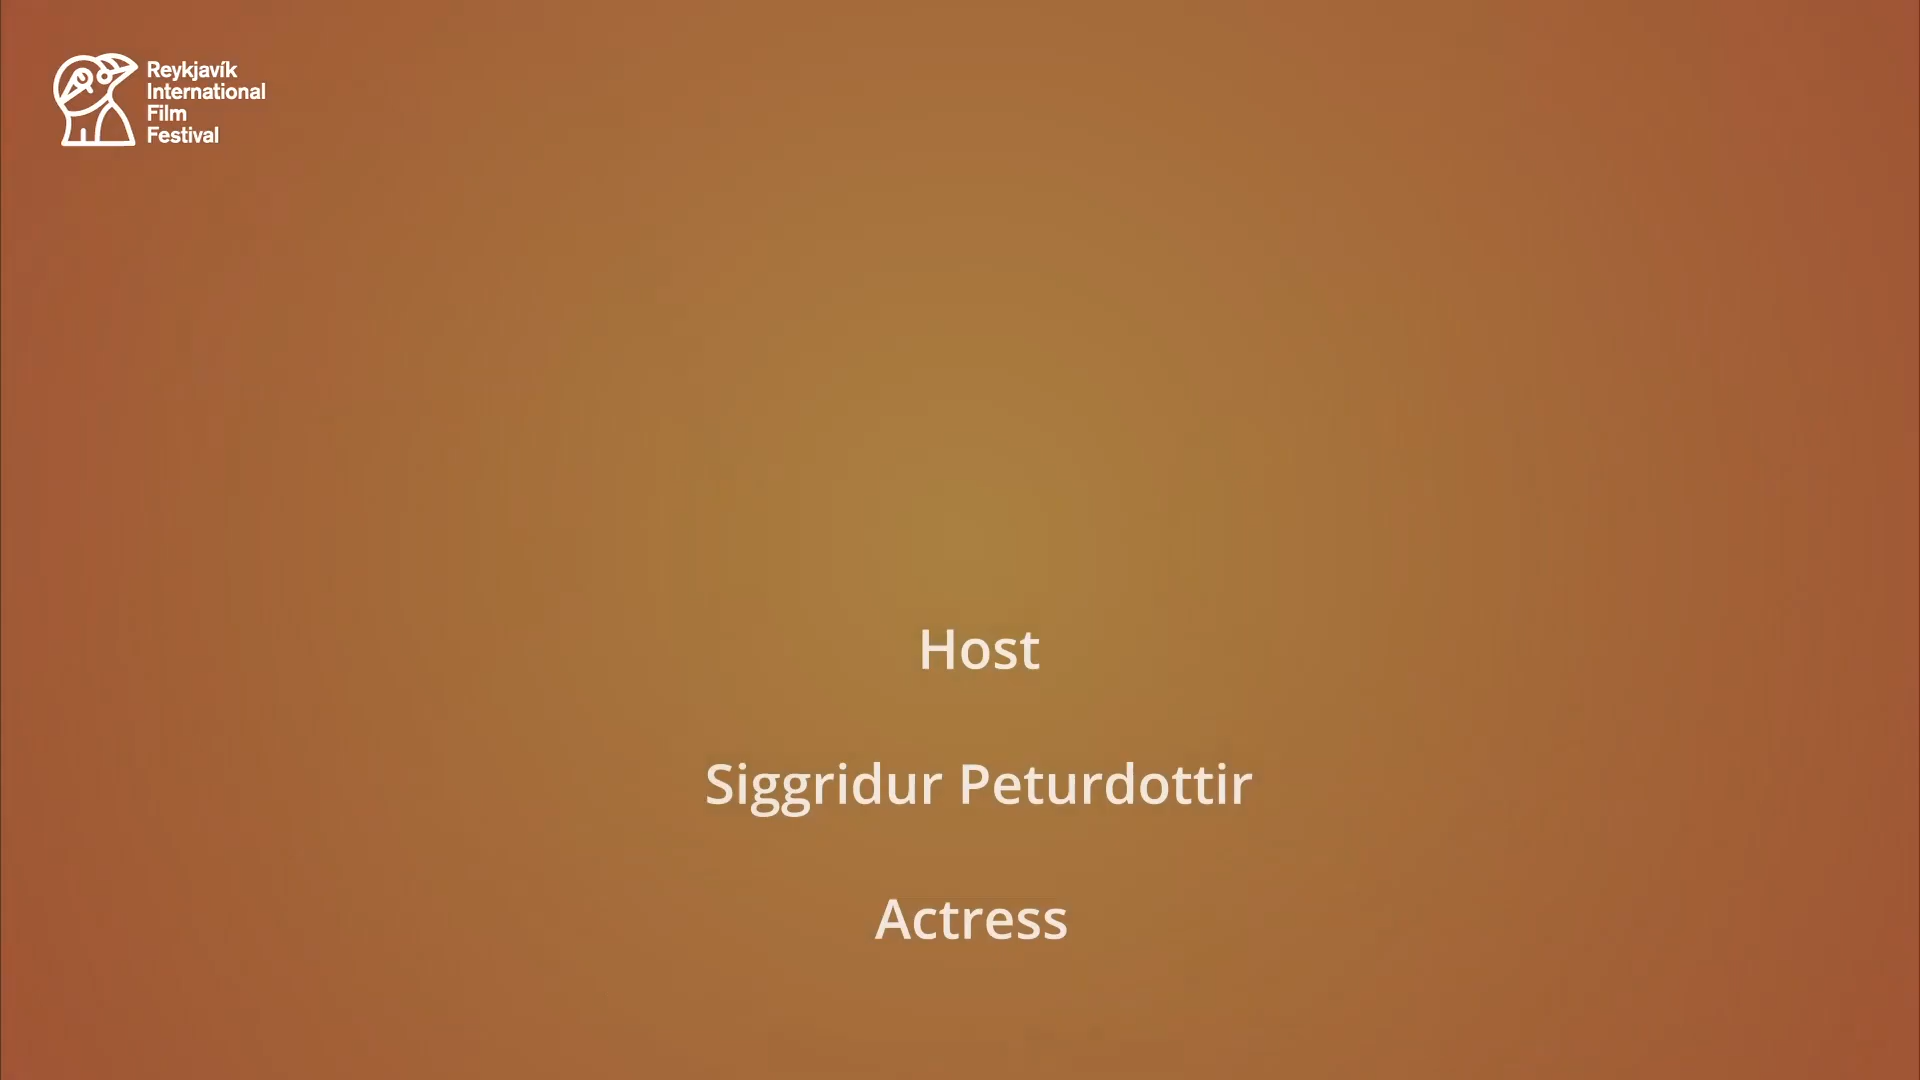 Reykjavík
International
Film
Festival
Host
Siggridur Peturdottir
Actress